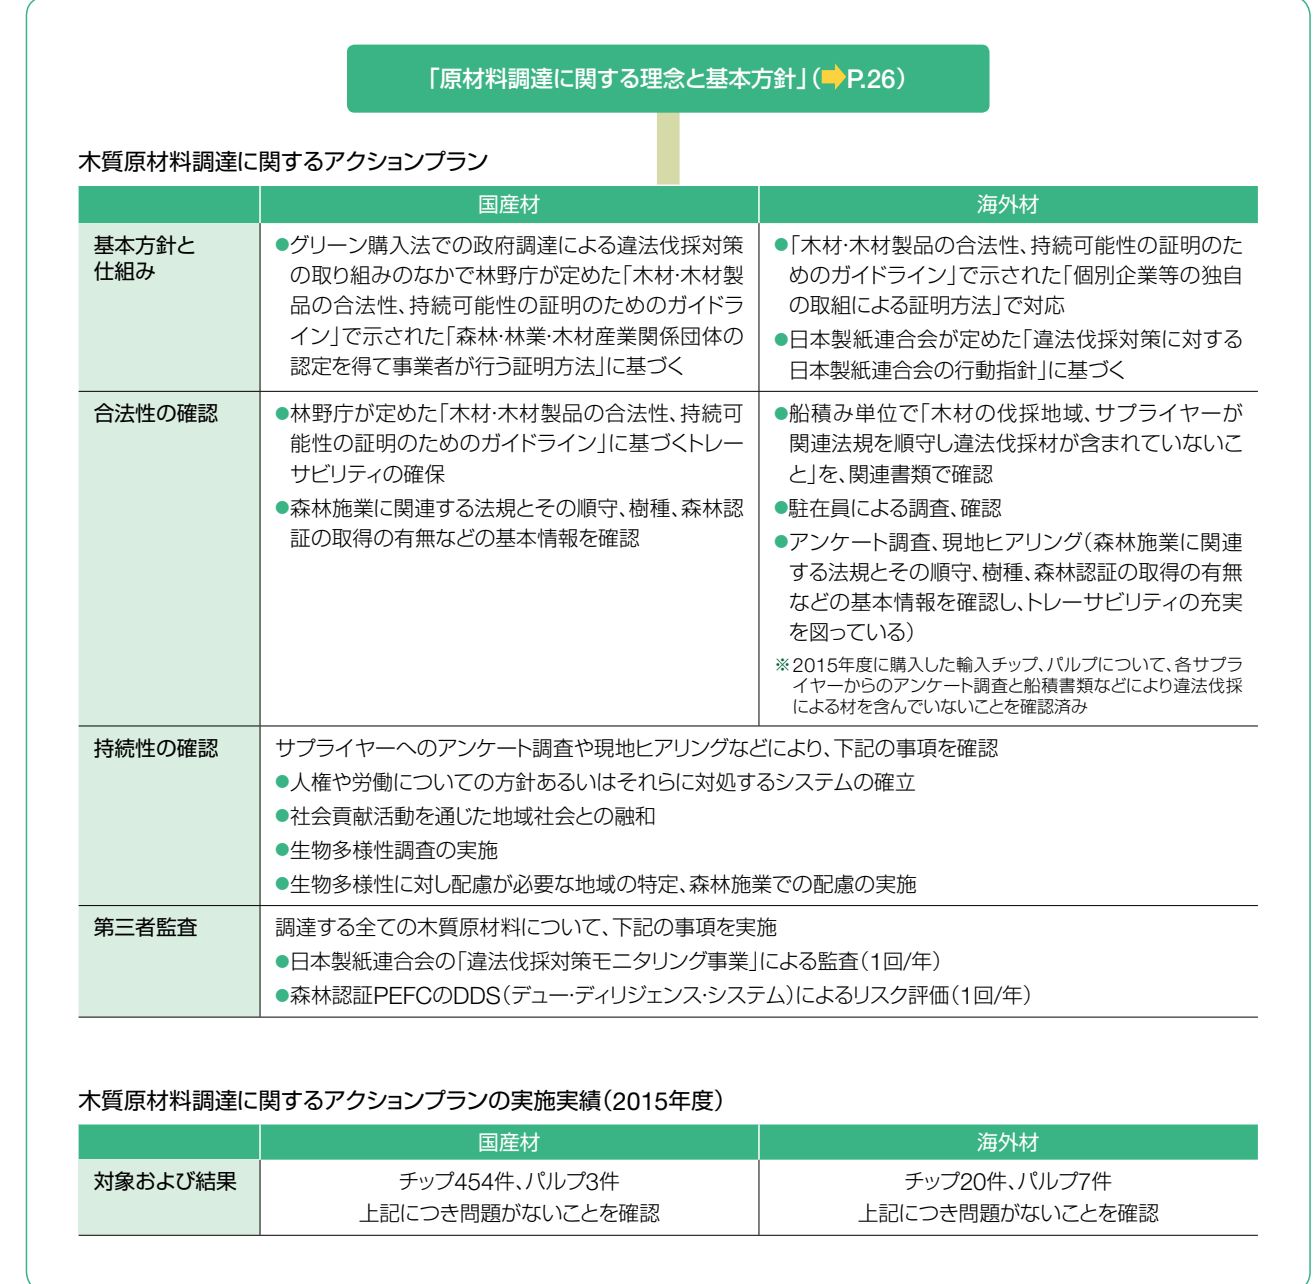 「原材料調達に関する理念と基本方針」（➡P.26）
木質原材料調達に関するアクションプラン
国産材
海外材
基本方針と
仕組み
●グリーン購入法での政府調達による違法伐採対策
の取り組みのなかで林野庁が定めた「木材・木材製
品の合法性、持続可能性の証明のためのガイドラ
イン」で示された「森林・林業・木材産業関係団体の
認定を得て事業者が行う証明方法」に基づく
●「木材・木材製品の合法性、持続可能性の証明のた
めのガイドライン」で示された「個別企業等の独自
の取組による証明方法」で対応
●日本製紙連合会が定めた「違法伐採対策に対する
日本製紙連合会の行動指針」に基づく
合法性の確認
●林野庁が定めた「木材・木材製品の合法性、持続可
能性の証明のためのガイドライン」に基づくトレー
サビリティの確保
●森林施業に関連する法規とその順守、樹種、森林認
証の取得の有無などの基本情報を確認
●船積み単位で「木材の伐採地域、サプライヤーが
関連法規を順守し違法伐採材が含まれていないこ
と」を、関連書類で確認
●駐在員による調査、確認
●アンケート調査、現地ヒアリング（森林施業に関連
する法規とその順守、樹種、森林認証の取得の有無
などの基本情報を確認し、トレーサビリティの充実
を図っている）
※2015年度に購入した輸入チップ、パルプについて、各サプラ
イヤーからのアンケート調査と船積書類などにより違法伐採
による材を含んでいないことを確認済み
持続性の確認
サプライヤーへのアンケート調査や現地ヒアリングなどにより、下記の事項を確認
●人権や労働についての方針あるいはそれらに対処するシステムの確立
●社会貢献活動を通じた地域社会との融和
●生物多様性調査の実施
●生物多様性に対し配慮が必要な地域の特定、森林施業での配慮の実施
第三者監査
調達する全ての木質原材料について、下記の事項を実施
●日本製紙連合会の「違法伐採対策モニタリング事業」による監査（1回/年）
●森林認証PEFCのDDS（デュー・ディリジェンス・システム）によるリスク評価（1回/年）
木質原材料調達に関するアクションプランの実施実績（2015年度）
国産材
海外材
対象および結果
チップ454件、パルプ3件
上記につき問題がないことを確認
チップ20件、パルプ7件
上記につき問題がないことを確認